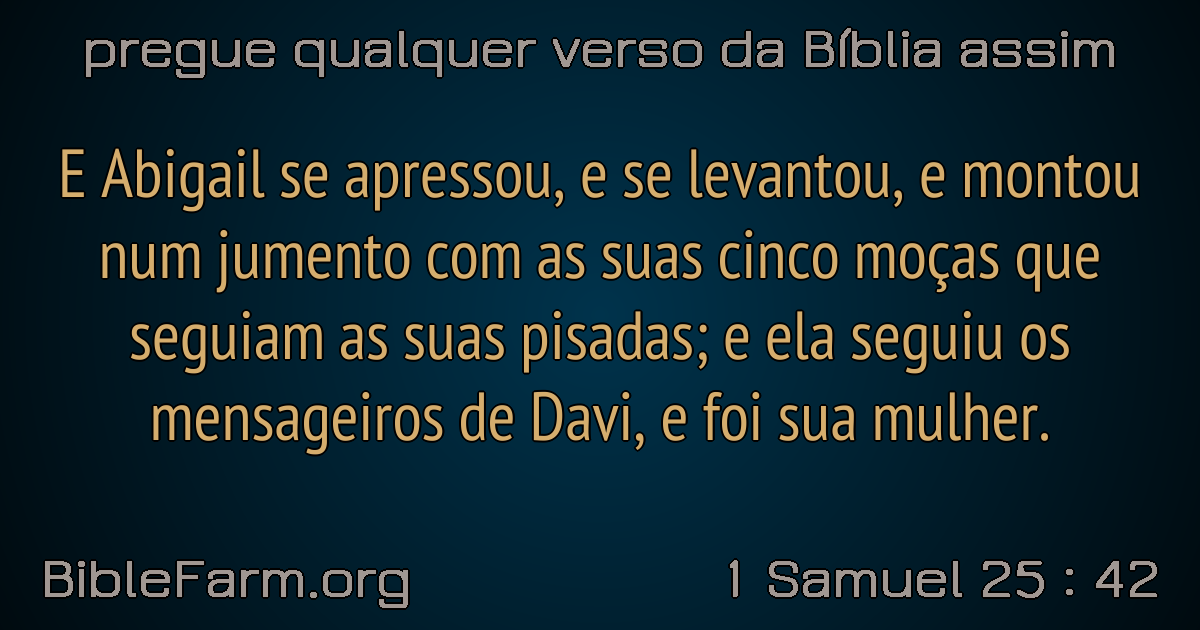 pregue qualquer verso da Bíblia assim
E Abigail se apressou, e se levantou, e montou
num jumento com as suas cinco moças que
seguiam as suas pisadas; e ela seguiu os
mensageiros de Davi, e foi sua mulher.
BibleFarm.org
1 Samuel 25 : 42